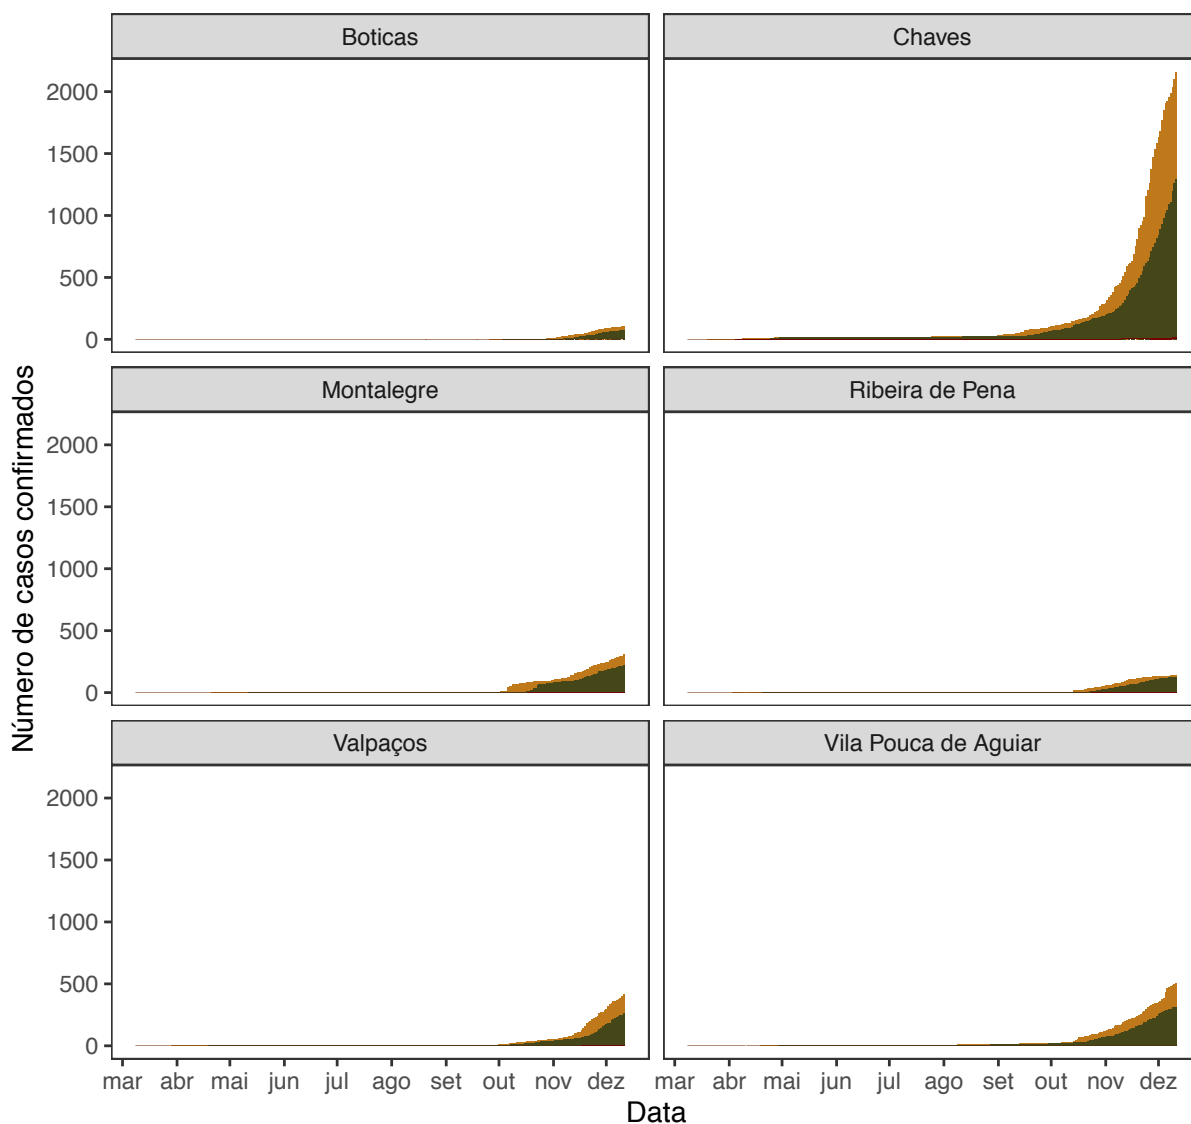 Boticas
Chaves
2000
1500
1000
500
0
Montalegre
Ribeira de Pena
2000
1500
1000
500
0
Valpaços
Vila Pouca de Aguiar
2000
1500
1000
500
0
mar abr mai jun jul ago set out nov dez
mar abr mai jun jul ago set out nov dez
Data
Número de casos confirmados